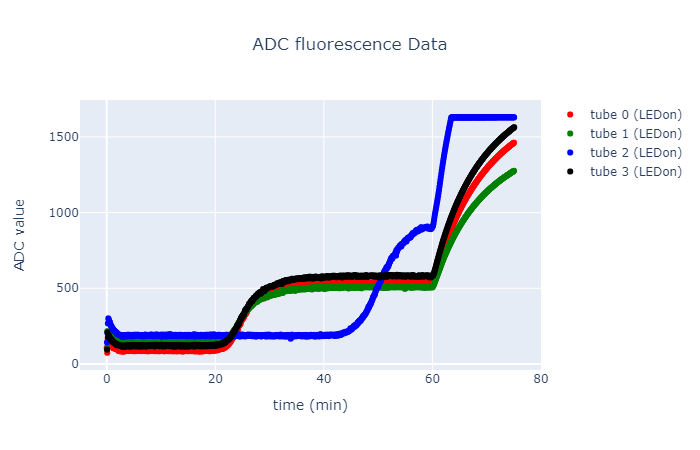 ADC fluorescence Data
tube 0 (LEDon)
tube 1 (LEDon)
tube 2 (LEDon)
tube 3 (LEDon)
ADC value
1500
1000
500
0
0 20 40 60 80
time (min)